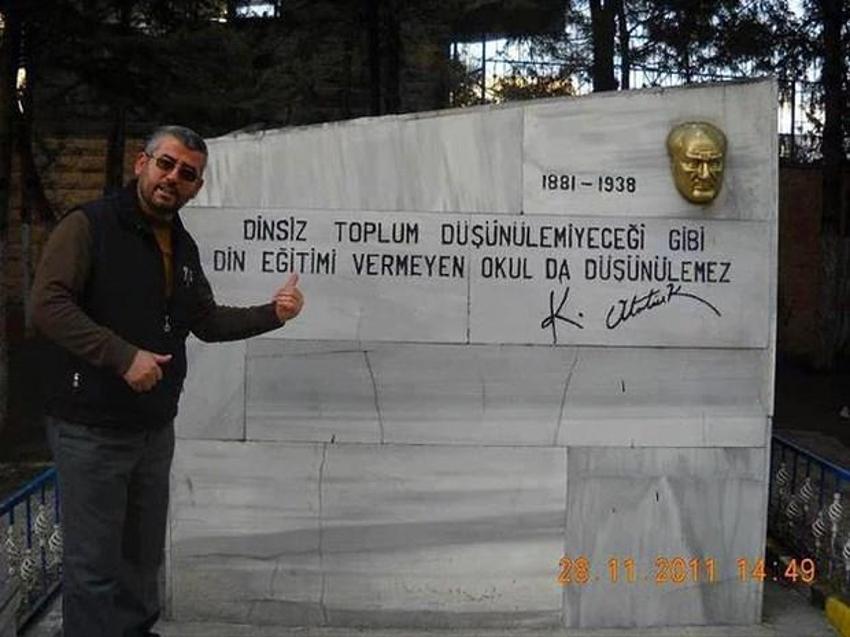 1881 - 1938
DİNSİZ TOPLUM DÜŞÜNÜLEMİYECEĞİ GİBİ
DİN EĞİTİMİ VERMEYEN OKUL DA DÜŞÜNÜLEMEZ
K. Atatürk
28.11.2011 14:49